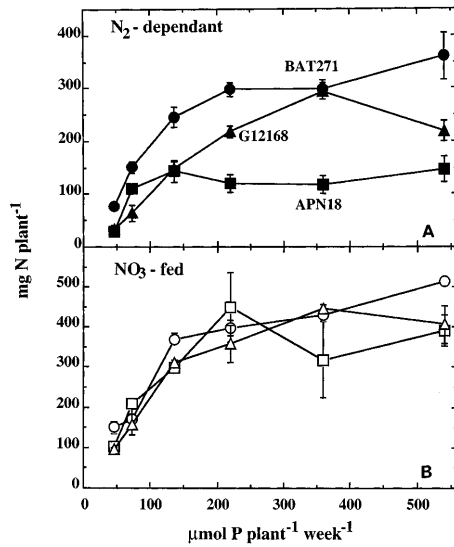 N2 - dependant
400
BAT271
300
G12168
200
100
APN18
A
0
mg N plant-1
NO3 - fed
500
400
300
200
100
B
0
0 100 200 300 400 500
µmol P plant-1 week-1